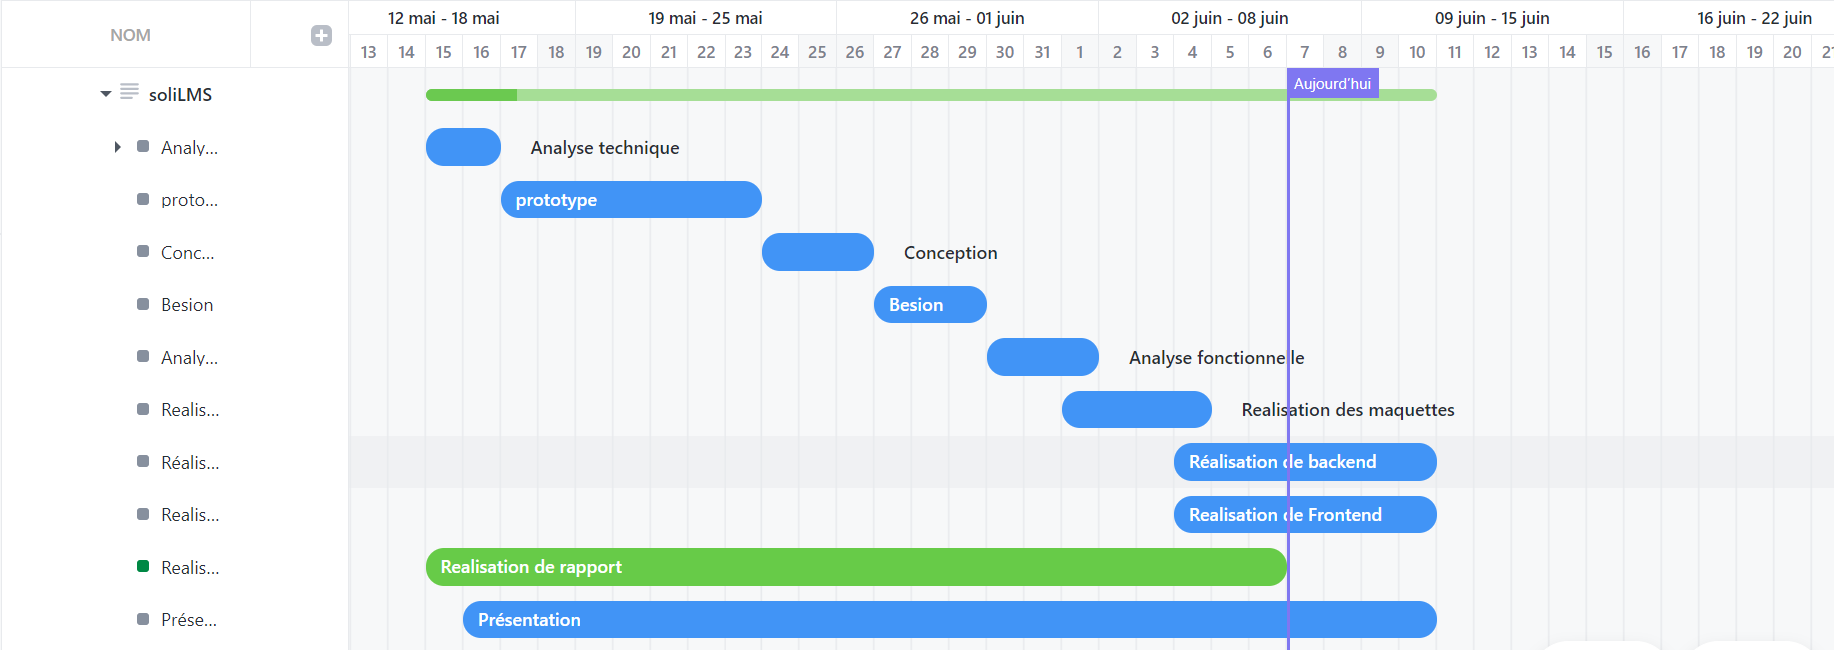 NOM
12 mai - 18 mai 19 mai - 25 mai 26 mai - 01 juin 02 juin - 08 juin 09 juin - 15 juin 16 juin - 22 juin
13 14 15 16 17 18 19 20 21 22 23 24 25 26 27 28 29 30 31 1 2 3 4 5 6 7 8 9 10 11 12 13 14 15 16 17 18 19 20
soliLMS
Aujourd'hui
Analy... Analyse technique
proto... prototype
Conc... Conception
Besion Besion
Analy... Analyse fonctionnelle
Realis... Realisation des maquettes
Réalis... Réalisation de backend
Realis... Realisation de Frontend
Realis... Realisation de rapport
Prése... Présentation